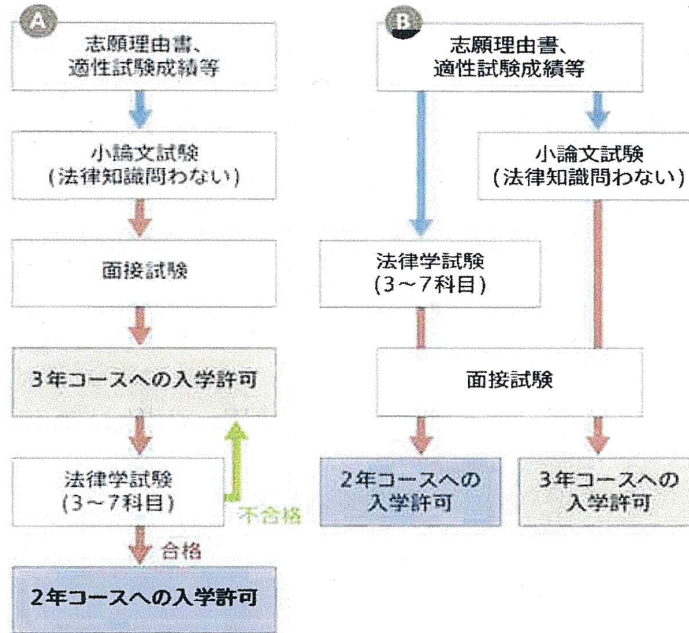 A
志願理由書、
適性試験成績等
小論文試験
(法律知識問わない)
面接試験
3年コースへの入学許可
法律学試験
(3〜7科目)
不合格
合格
2年コースへの入学許可
B
志願理由書、
適性試験成績等
小論文試験
(法律知識問わない)
法律学試験
(3〜7科目)
面接試験
2年コースへの
入学許可
3年コースへの
入学許可